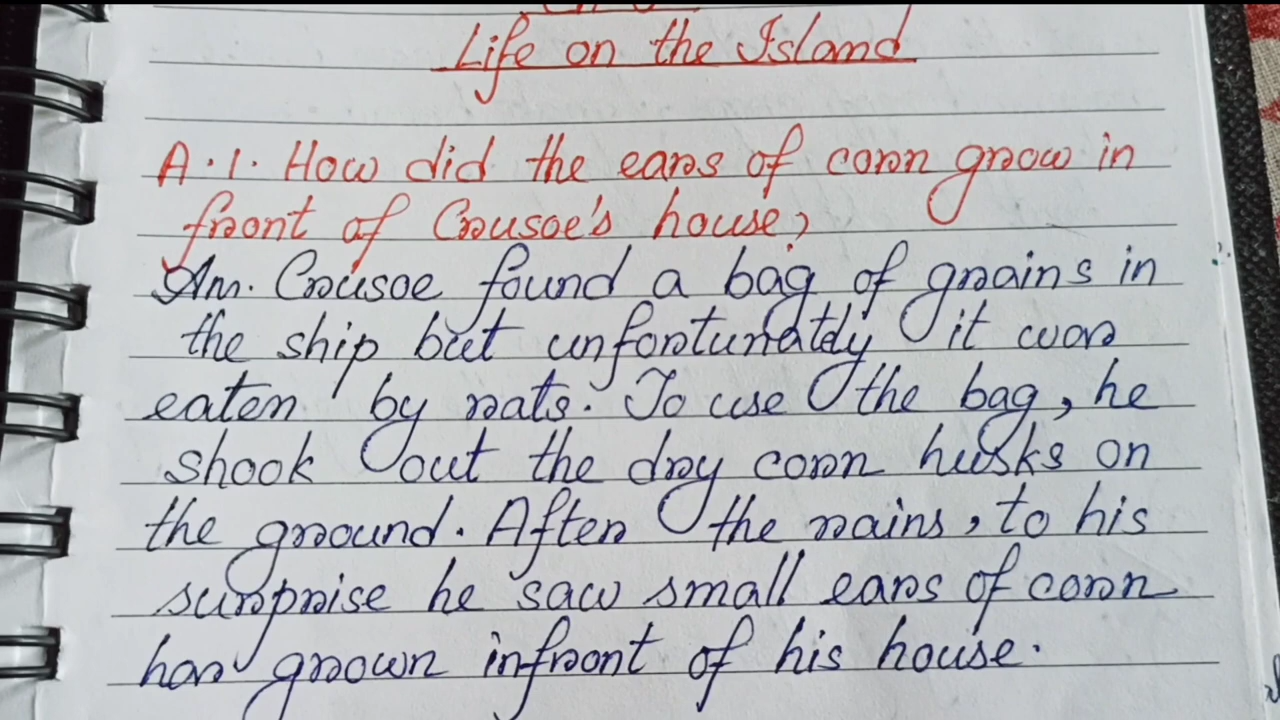 Life on the Island
A.1. How did the ears of corn grow in
front of Crusoe's house?
An. Crusoe found a bag of grains in
the ship but unfortunately it was
eaten by rats. To use the bag, he
shook out the dry corn husks on
the ground. After the rains, to his
surprise he saw small ears of corn
has grown infront of his house.